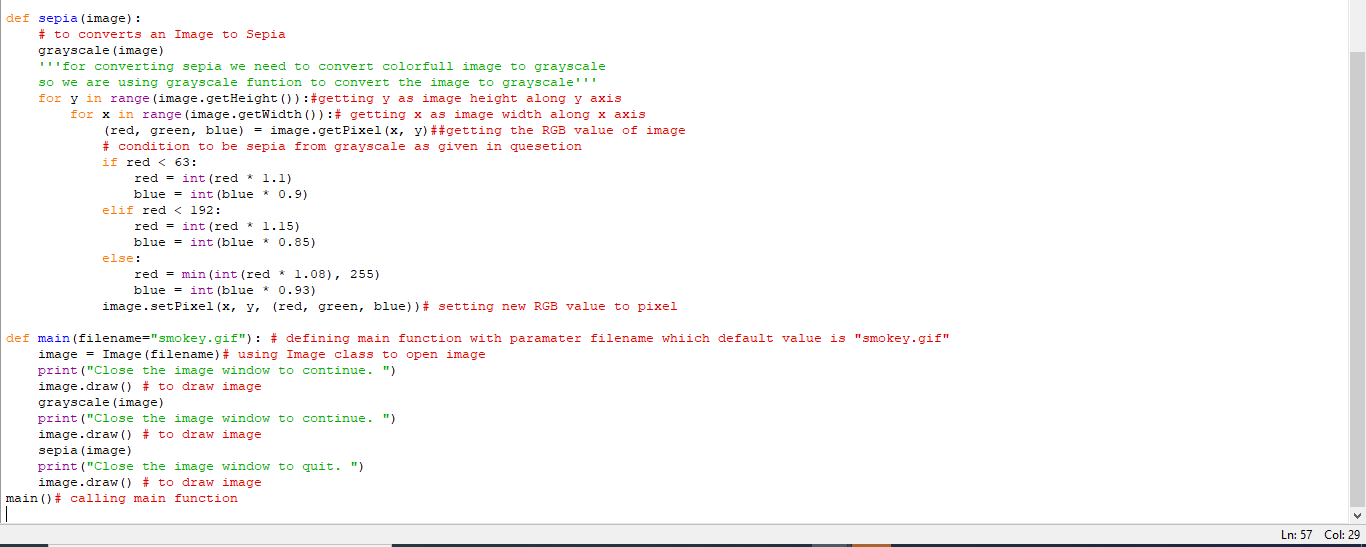 def sepia(image):
    # to converts an Image to Sepia
    grayscale(image)
    '''for converting sepia we need to convert colorfull image to grayscale
    so we are using grayscale funtion to convert the image to grayscale'''
    for y in range(image.getHeight()):#getting y as image height along y axis
        for x in range(image.getWidth()):# getting x as image width along x axis
            (red, green, blue) = image.getPixel(x, y)##getting the RGB value of image
            # condition to be sepia from grayscale as given in quesetion
            if red < 63:
                red = int(red * 1.1)
                blue = int(blue * 0.9)
            elif red < 192:
                red = int(red * 1.15)
                blue = int(blue * 0.85)
            else:
                red = min(int(red * 1.08), 255)
                blue = int(blue * 0.93)
            image.setPixel(x, y, (red, green, blue))# setting new RGB value to pixel
def main(filename="smokey.gif"): # defining main function with paramater filename whiich default value is "smokey.gif"
    image = Image(filename)# using Image class to open image
    print("Close the image window to continue. ")
    image.draw() # to draw image
    grayscale(image)
    print("Close the image window to continue. ")
    image.draw() # to draw image
    sepia(image)
    print("Close the image window to quit. ")
    image.draw() # to draw image
main()# calling main function
Ln: 57 Col: 29